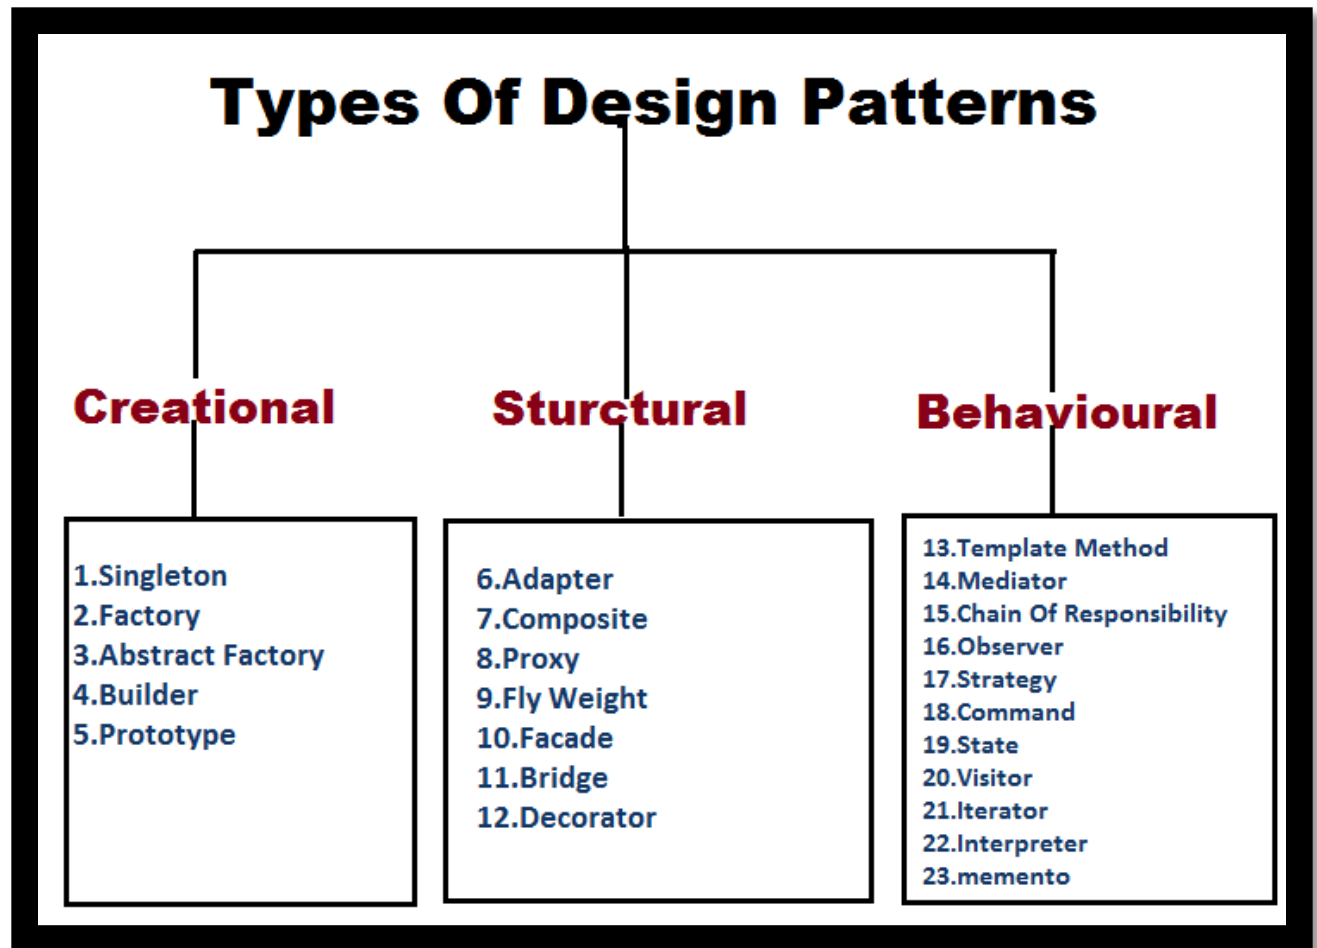 Types Of Design Patterns
Creational
Sturctural
Behavioural
1.Singleton
2.Factory
3.Abstract Factory
4.Builder
5.Prototype
6.Adapter
7.Composite
8.Proxy
9.Fly Weight
10.Facade
11.Bridge
12.Decorator
13.Template Method
14.Mediator
15.Chain Of Responsibility
16.Observer
17.Strategy
18.Command
19.State
20.Visitor
21.Iterator
22.Interpreter
23.memento